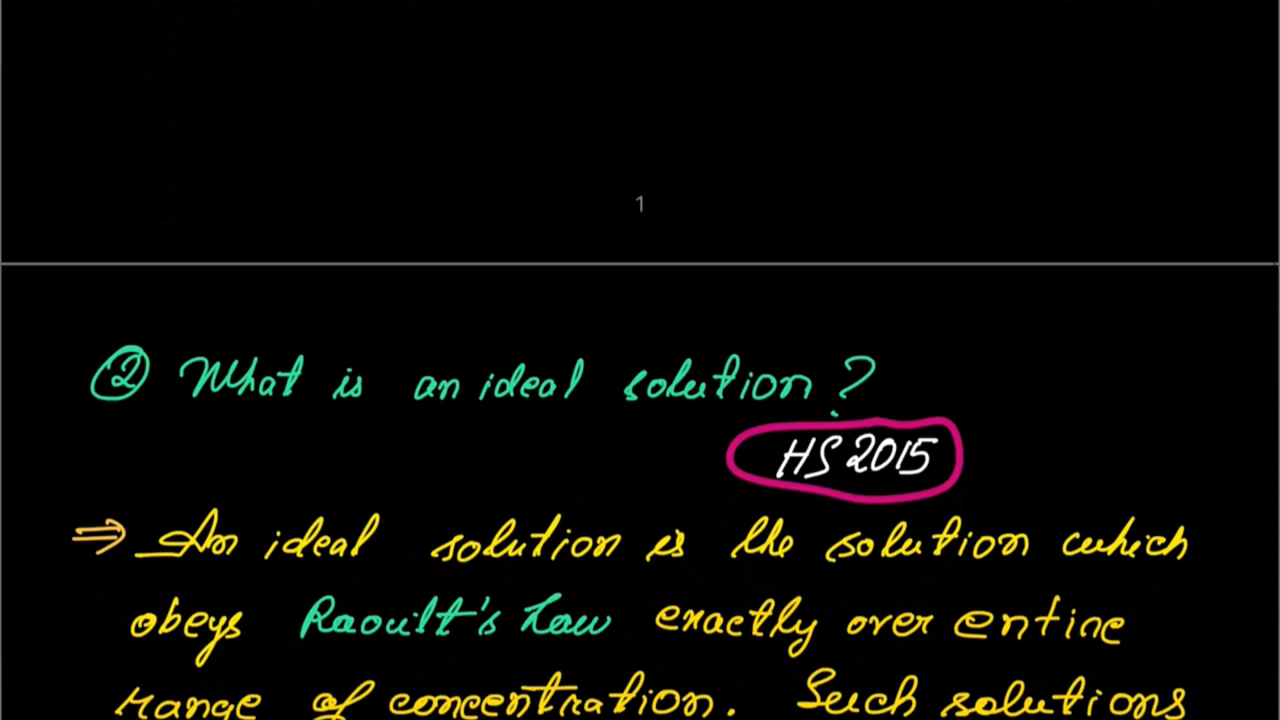 1
② What is an ideal solution?
HS 2015
⇒ An ideal solution is the solution which
obeys Raoult's Law exactly over entire
range of concentration. Such solutions